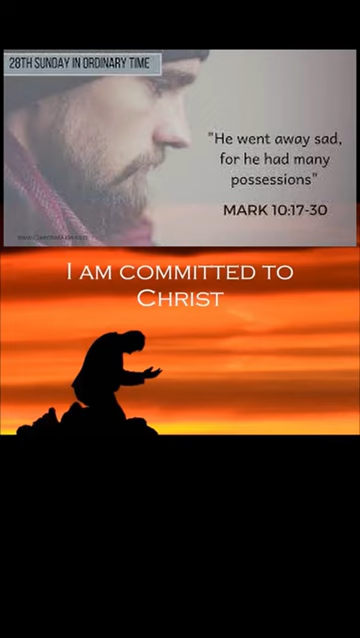 28TH SUNDAY IN ORDINARY TIME
"He went away sad,
for he had many
possessions"
MARK 10:17-30
I AM COMMITTED TO
CHRIST